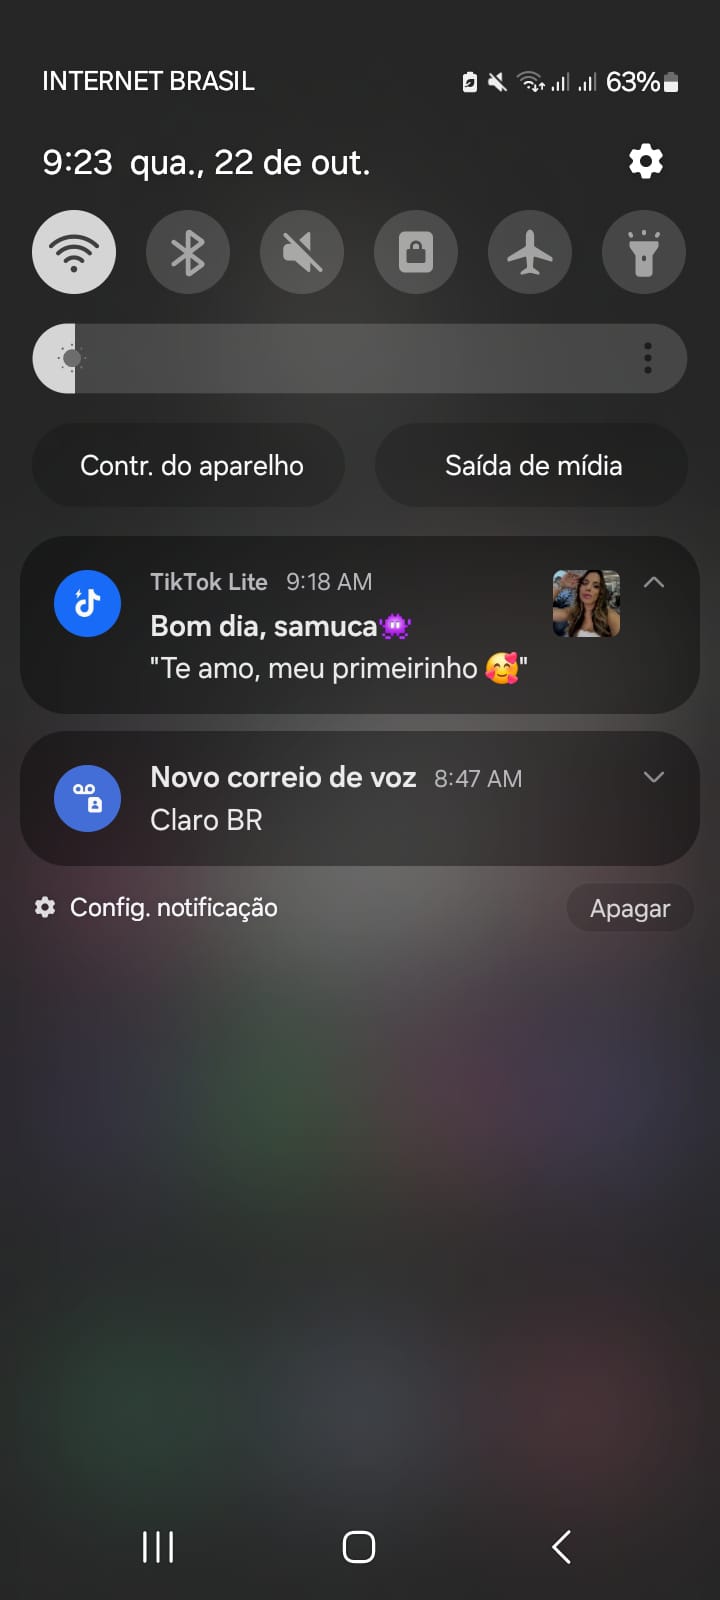 INTERNET BRASIL 63%
9:23 qua., 22 de out.
Contr. do aparelho Saída de mídia
TikTok Lite 9:18 AM
Bom dia, samuca👾
"Te amo, meu primeirinho 🥰"
Novo correio de voz 8:47 AM
Claro BR
Config. notificação Apagar